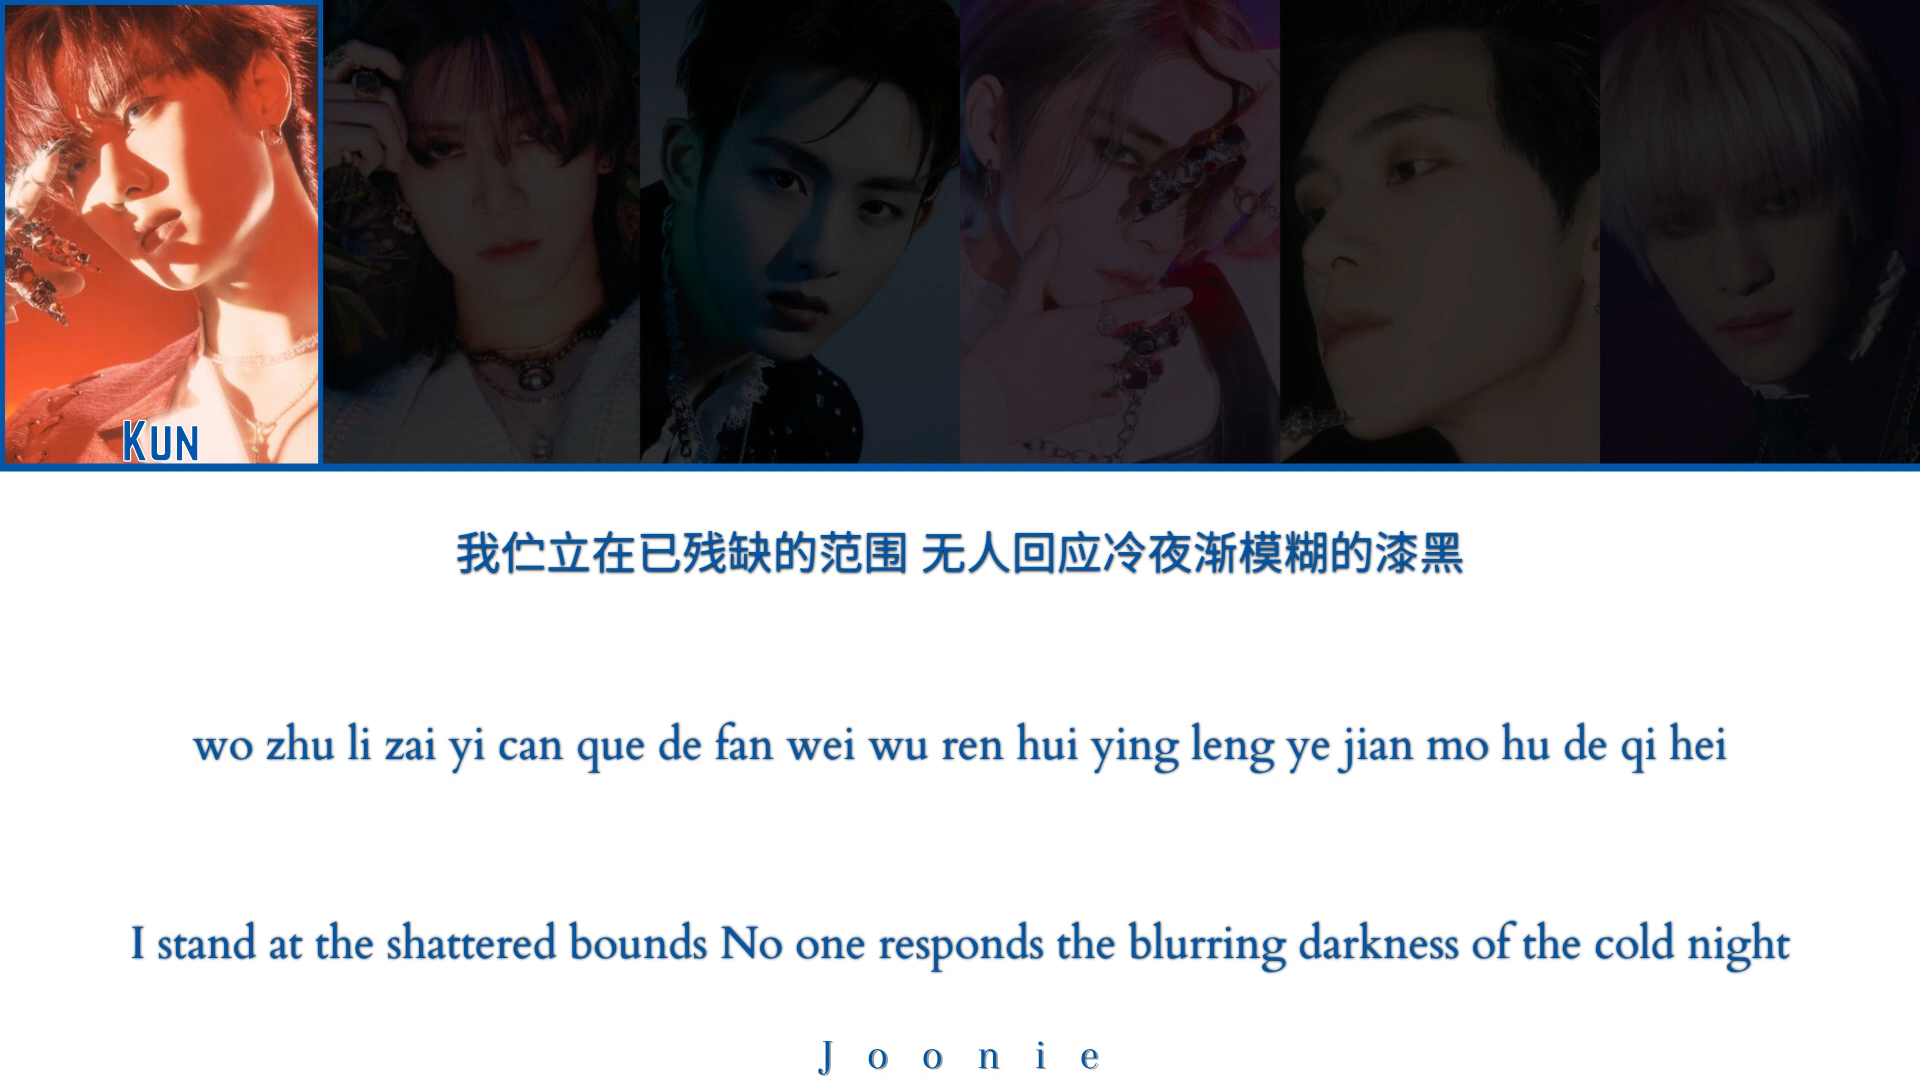 KUN
我伫立在已残缺的范围 无人回应冷夜渐模糊的漆黑
wo zhu li zai yi can que de fan wei wu ren hui ying leng ye jian mo hu de qi hei
I stand at the shattered bounds No one responds the blurring darkness of the cold night
Joonie